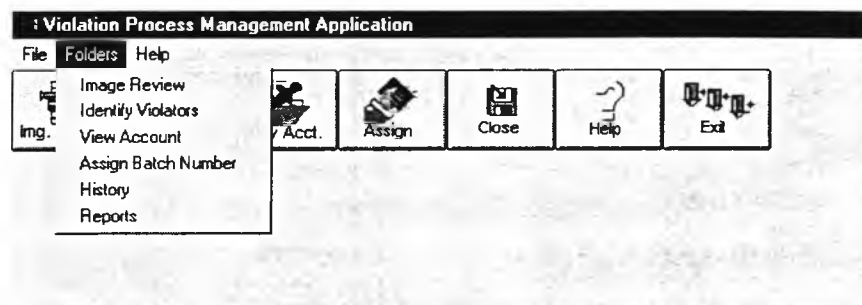 : Violation Process Management Application
File Folders Help
Image Review
Identify Violators
View Account
Assign Batch Number
History
Reports
Img.
Acct.
Assign
Close
Help
Exit